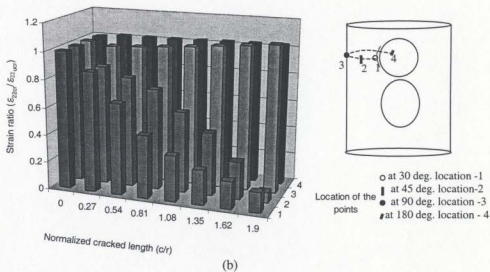 1.2
1
0.8
0.6
0.4
0.2
0
Strain ratio (ε22c/ε22,uc)
0 0.27 0.54 0.81 1.08 1.35 1.62 1.9
1 2 3 4
Normalized cracked length (c/r)
3 2 1 4
Location of the points
at 30 deg. location -1
at 45 deg. location-2
at 90 deg. location -3
at 180 deg. location - 4
(b)